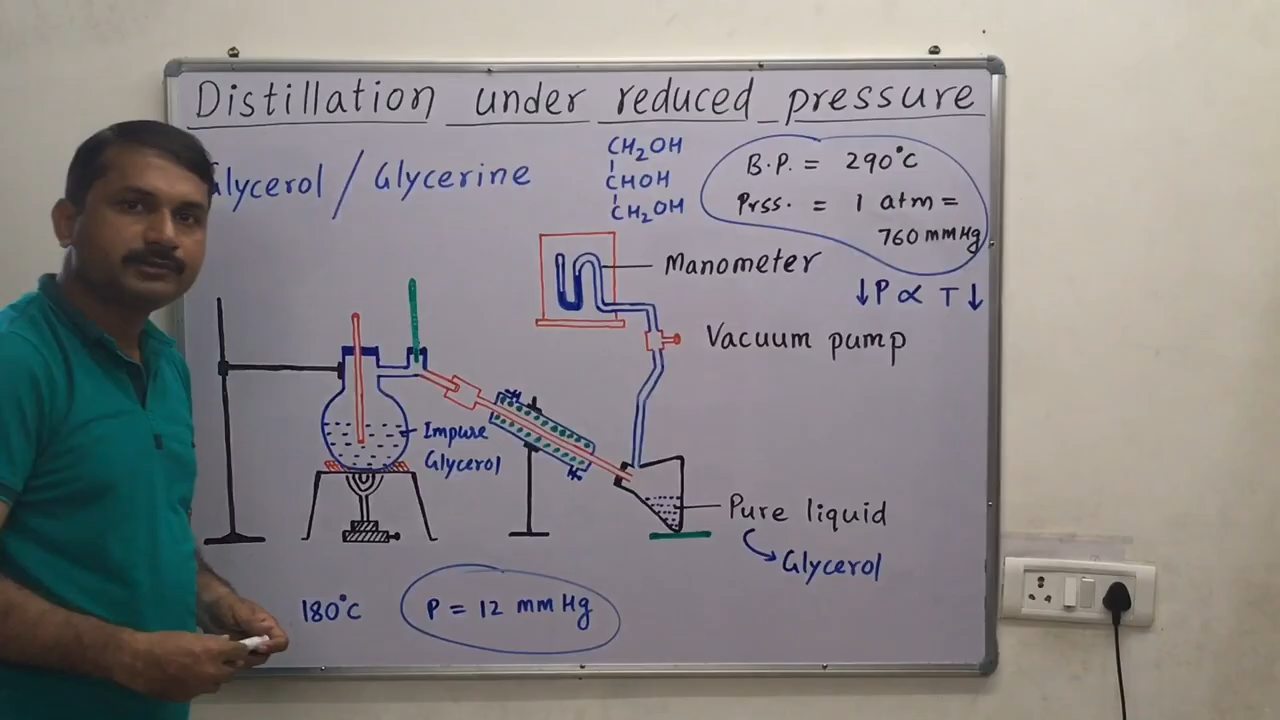 Distillation under reduced pressure
Glycerol / Glycerine
CH2OH
CHOH
CH2OH
B.P. = 290°C
Prss. = 1 atm =
760 mmHg
↓P ∝ T↓
Manometer
Vacuum pump
Impure
Glycerol
Pure liquid
Glycerol
180°C
P = 12 mmHg